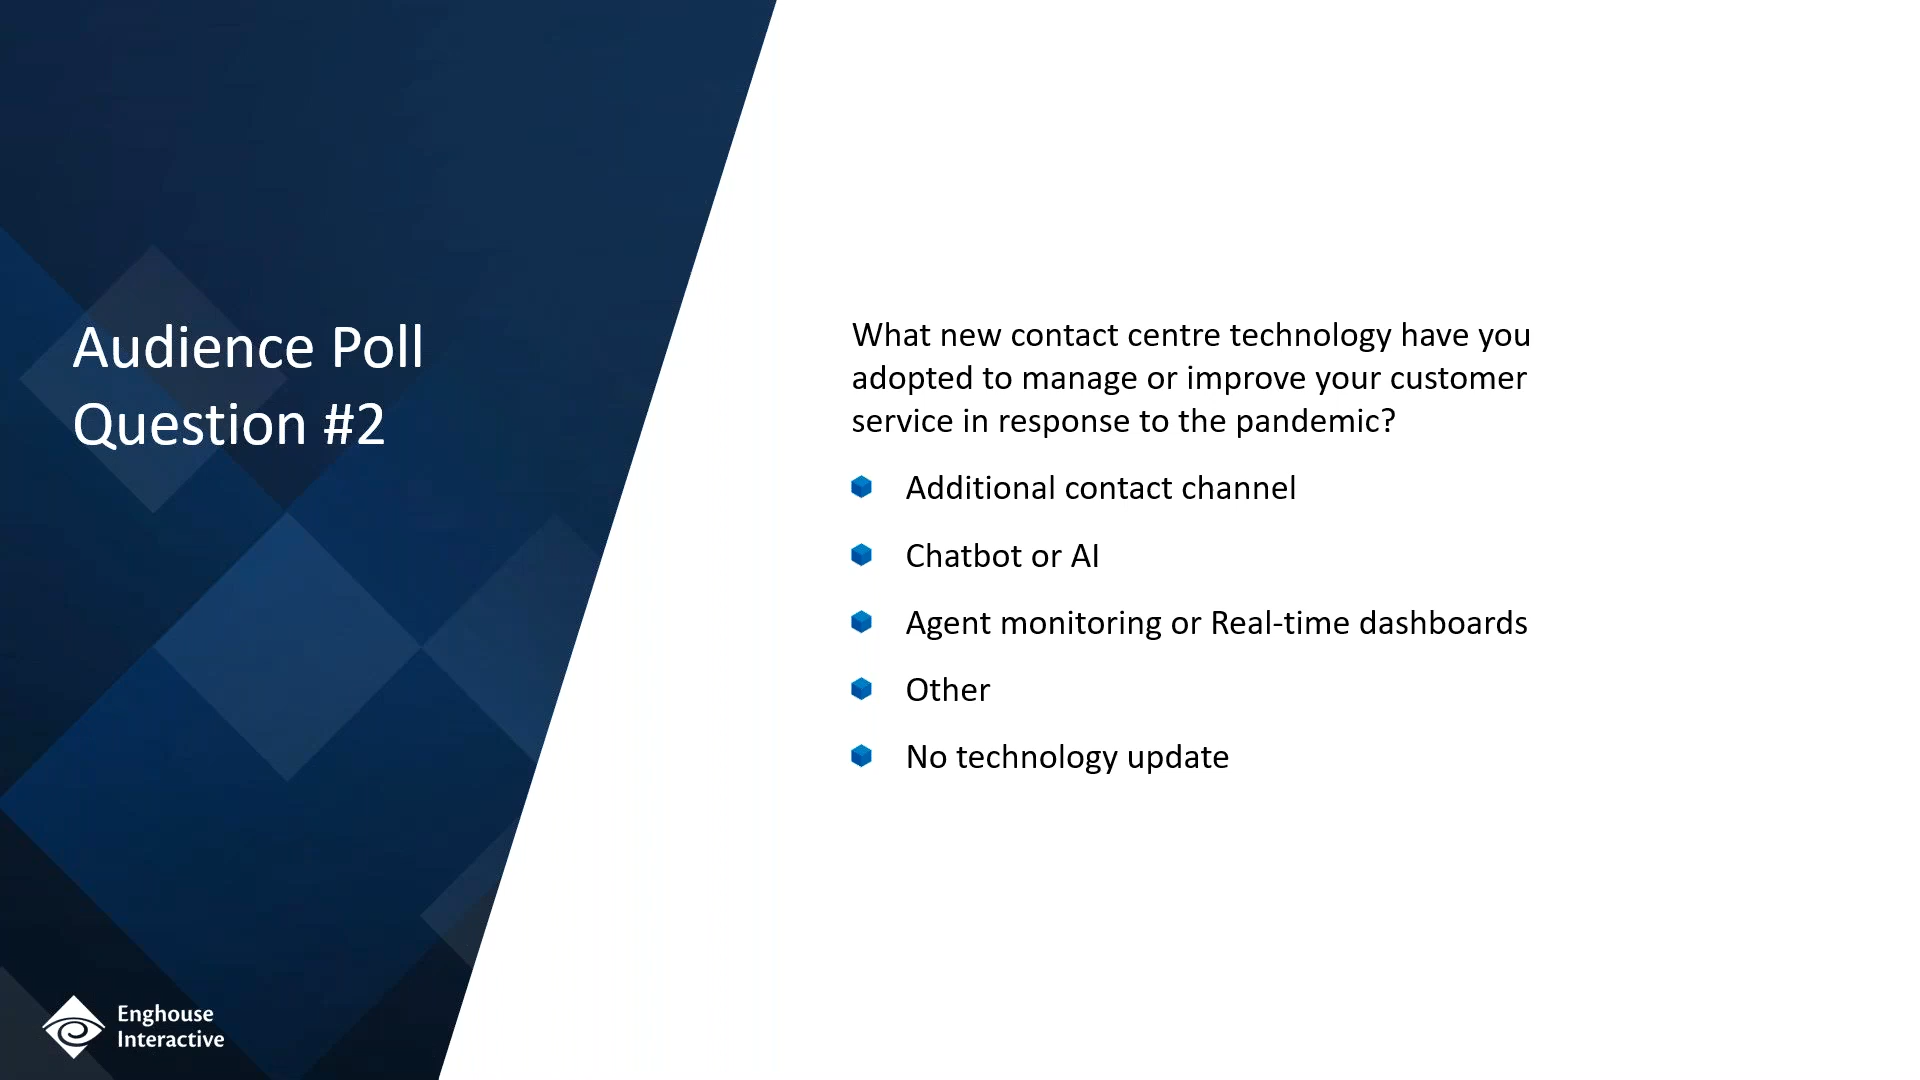 Audience Poll
Question #2
What new contact centre technology have you
adopted to manage or improve your customer
service in response to the pandemic?
Additional contact channel
Chatbot or AI
Agent monitoring or Real-time dashboards
Other
No technology update
Enghouse
Interactive